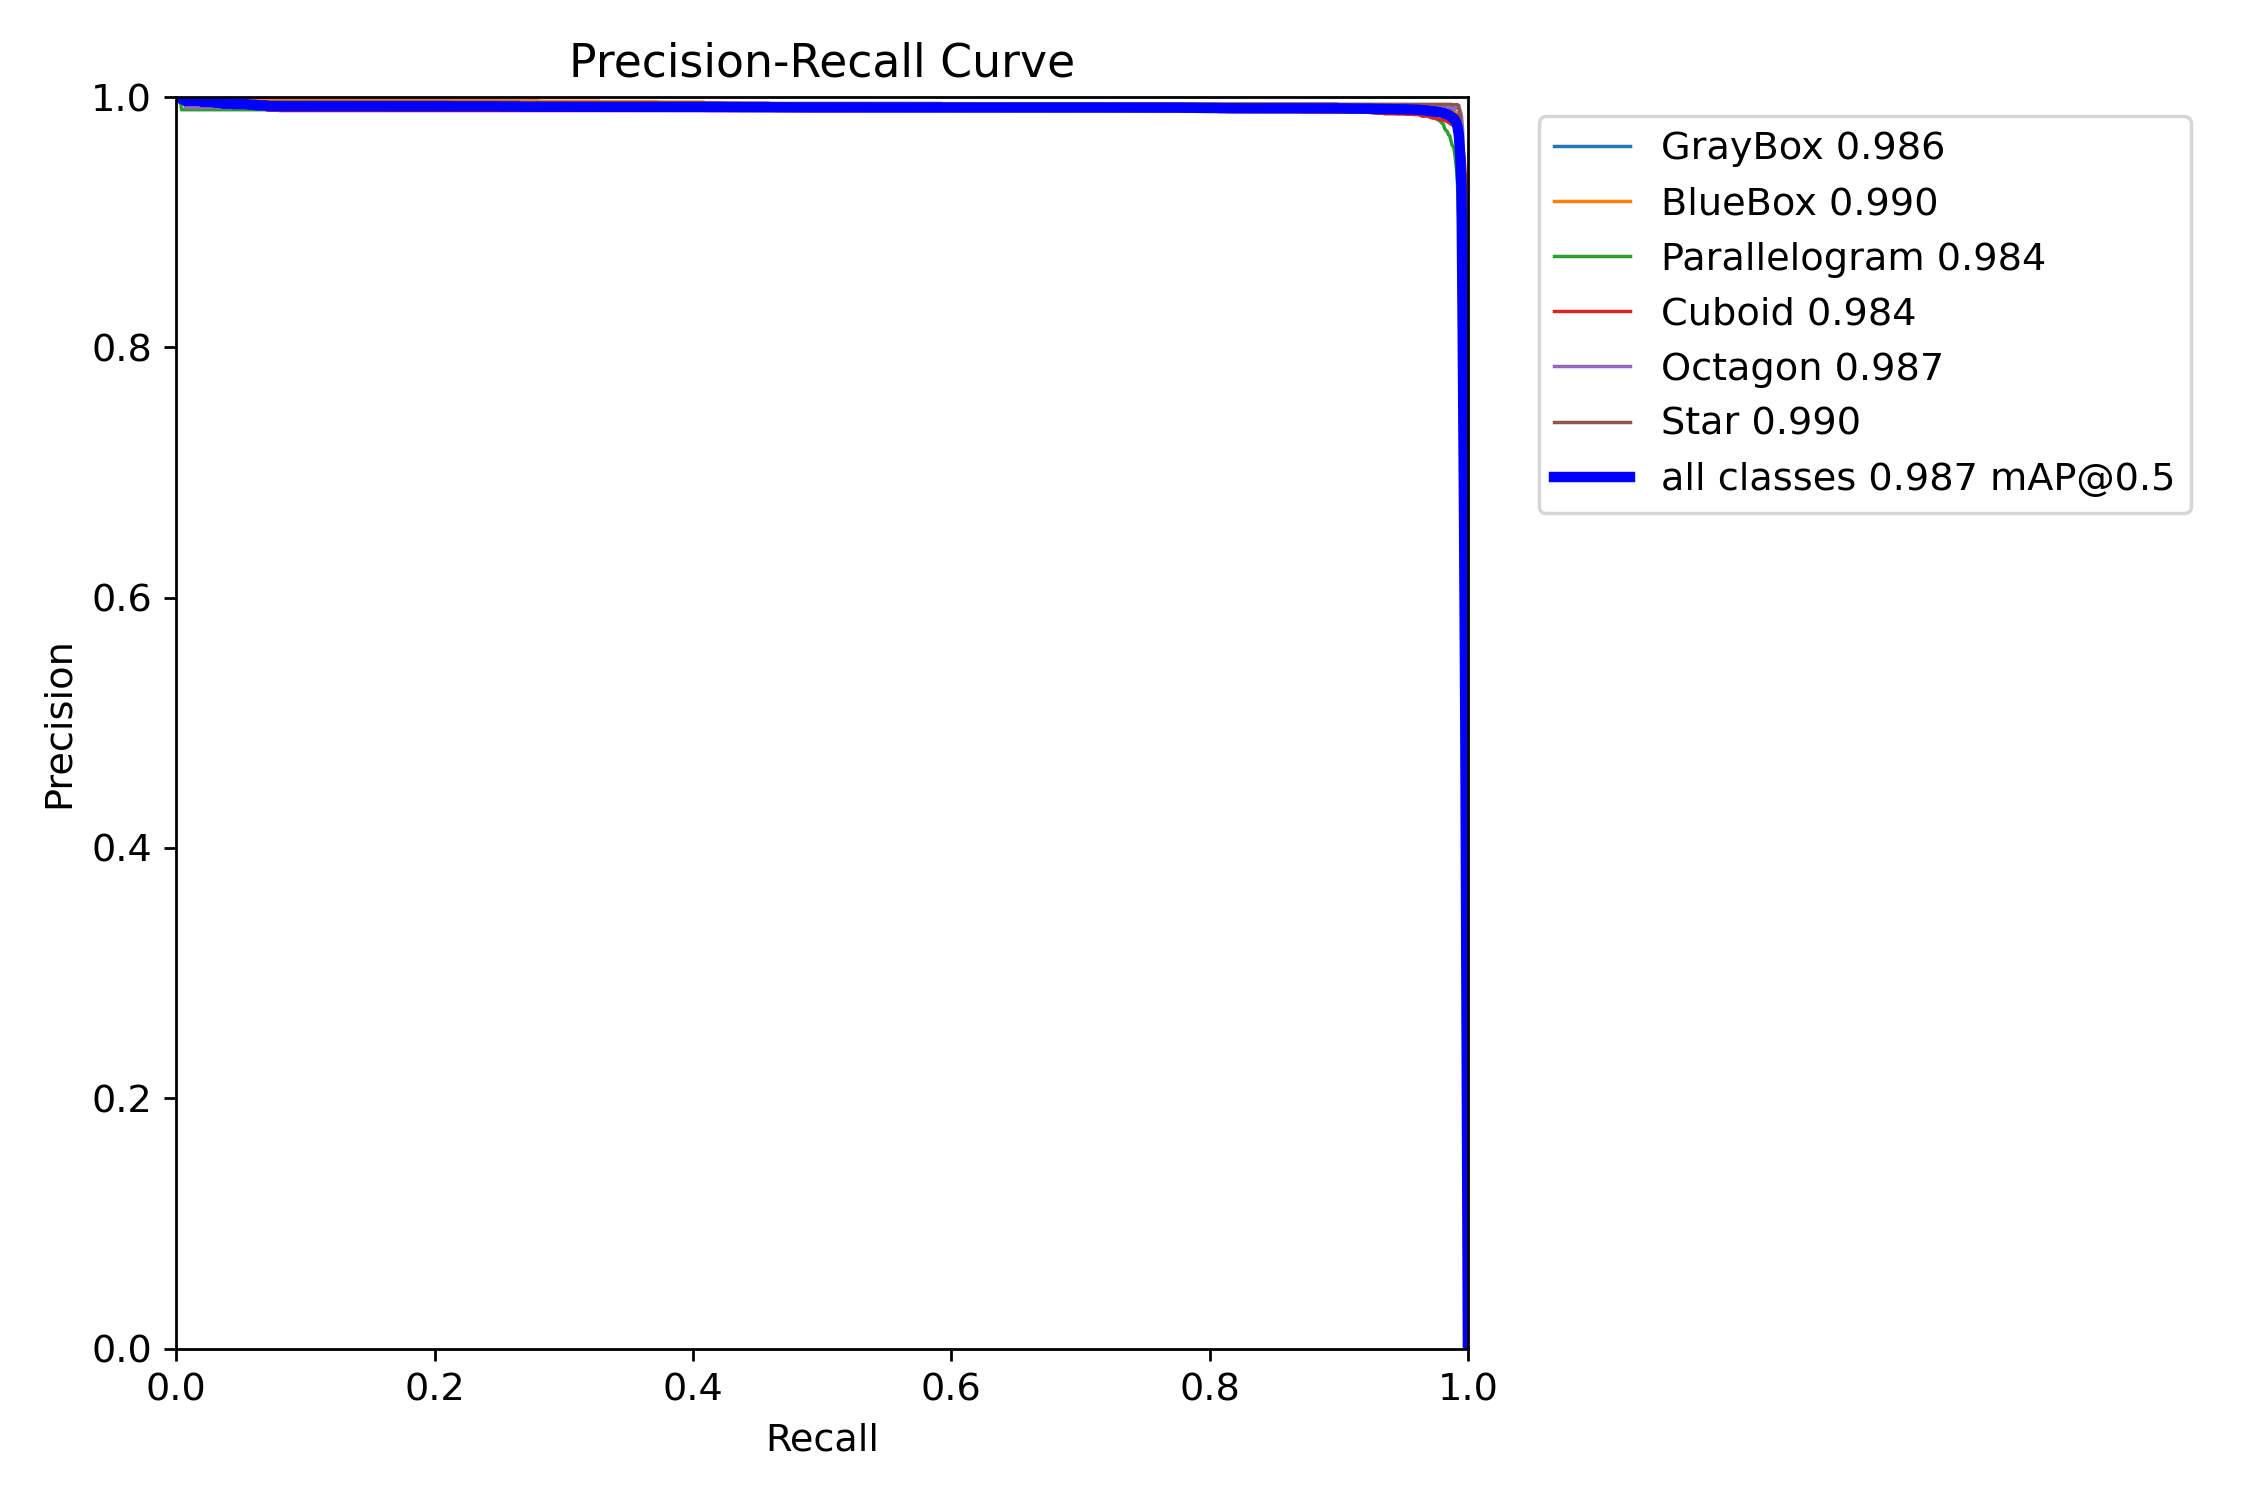 Precision-Recall Curve
1.0
0.8
0.6
0.4
0.2
0.0
Precision
0.0 0.2 0.4 0.6 0.8 1.0
Recall
GrayBox 0.986
BlueBox 0.990
Parallelogram 0.984
Cuboid 0.984
Octagon 0.987
Star 0.990
all classes 0.987 mAP@0.5